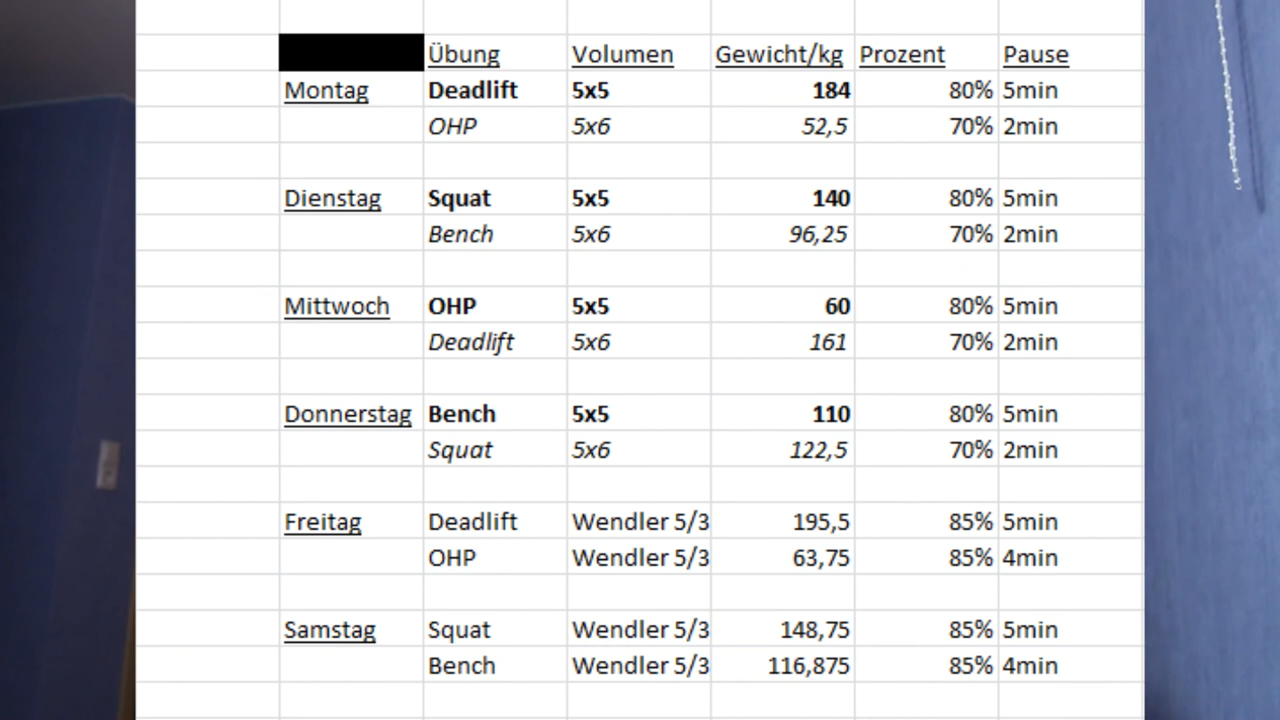 Übung Volumen Gewicht/kg Prozent Pause
Montag Deadlift 5x5 184 80% 5min
OHP 5x6 52,5 70% 2min
Dienstag Squat 5x5 140 80% 5min
Bench 5x6 96,25 70% 2min
Mittwoch OHP 5x5 60 80% 5min
Deadlift 5x6 161 70% 2min
Donnerstag Bench 5x5 110 80% 5min
Squat 5x6 122,5 70% 2min
Freitag Deadlift Wendler 5/3 195,5 85% 5min
OHP Wendler 5/3 63,75 85% 4min
Samstag Squat Wendler 5/3 148,75 85% 5min
Bench Wendler 5/3 116,875 85% 4min